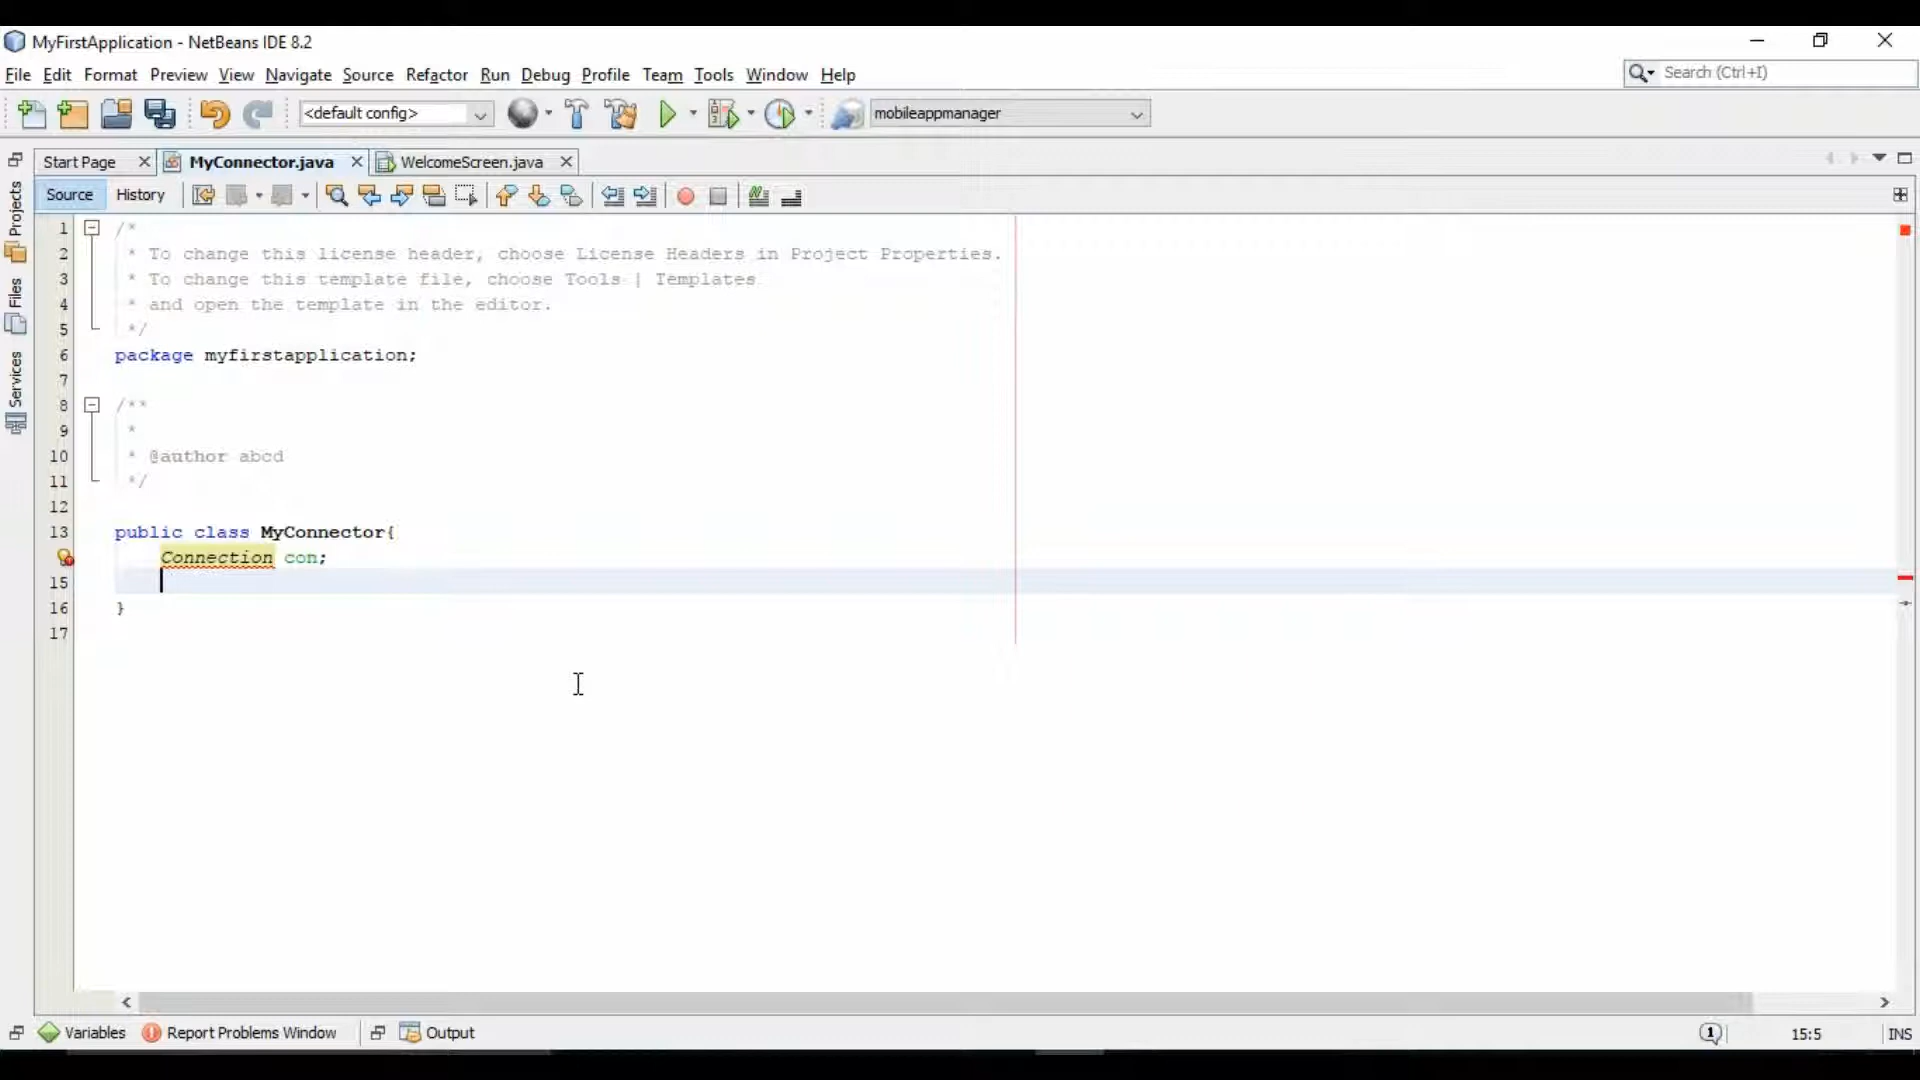 MyFirstApplication - NetBeans IDE 8.2
File Edit Format Preview View Navigate Source Refactor Run Debug Profile Team Tools Window Help
Search (Ctrl+I)
<default config>
mobileappmanager
Start Page
MyConnector.java
WelcomeScreen.java
Source History
Projects
Files
Services
1 /*
2 * To change this license header, choose License Headers in Project Properties.
3 * To change this template file, choose Tools | Templates
4 * and open the template in the editor.
5 */
6 package myfirstapplication;
7
8 /**
9 *
10 * @author abcd
11 */
12
13 public class MyConnector{
Connection con;
15
16 }
17
Variables
Report Problems Window
Output
1
15:5
INS